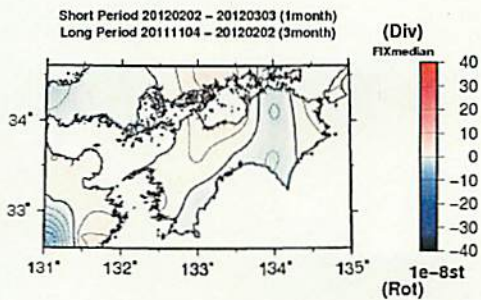 Short Period 20120202 – 20120303 (1month)
Long Period 20111104 – 20120202 (3month)
(Div)
FIXmedian
40
30
20
10
0
−10
−20
−30
−40
1e−8st
(Rot)
34°
33°
131° 132° 133° 134° 135°